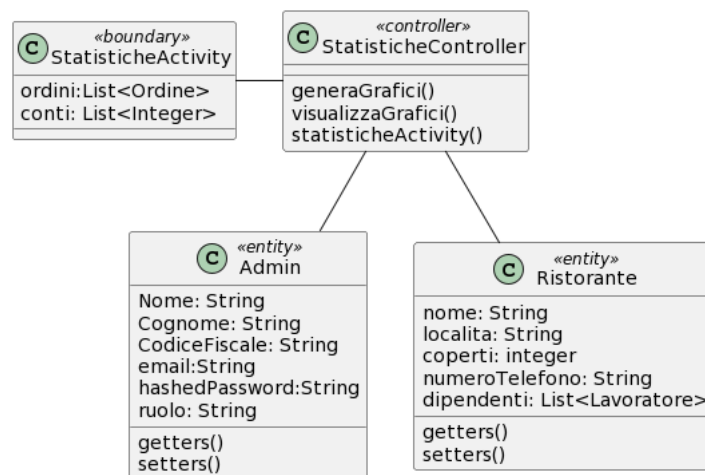 C
«boundary»
StatisticheActivity
ordini:List<Ordine>
conti: List<Integer>
C
«controller»
StatisticheController
generaGrafici()
visualizzaGrafici()
statisticheActivity()
C
«entity»
Admin
Nome: String
Cognome: String
CodiceFiscale: String
email:String
hashedPassword:String
ruolo: String
getters()
setters()
C
«entity»
Ristorante
nome: String
localita: String
coperti: integer
numeroTelefono: String
dipendenti: List<Lavoratore>
getters()
setters()